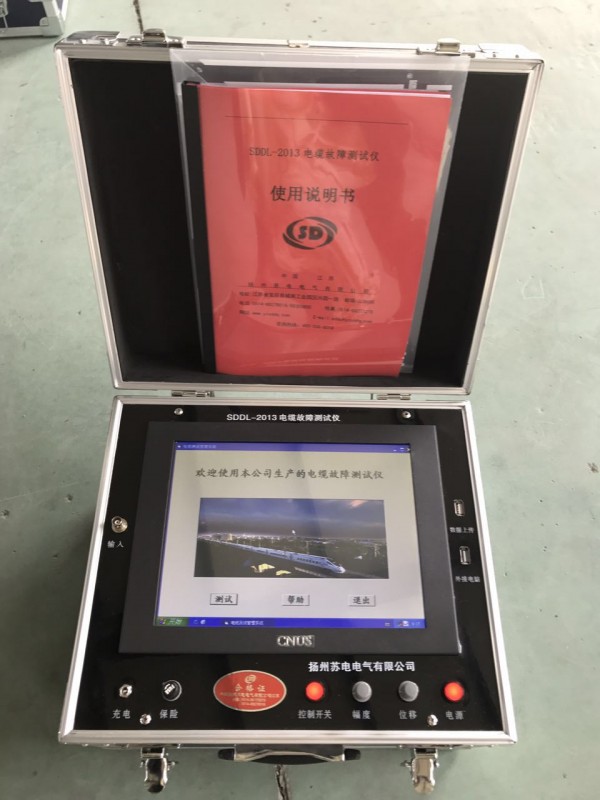 SDDL-2013 电缆故障测试仪
使用说明书
SD
SDDL-2013 电缆故障测试仪
欢迎使用本公司生产的电缆故障测试仪
测试
帮助
退出
开始
CNUS
输入
数据上传
外接电脑
扬州苏电电气有限公司
合格证
充电
保险
控制开关
幅度
位移
电源